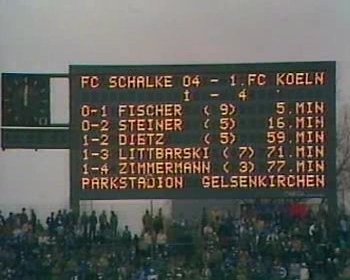 FC SCHALKE 04 - 1.FC KOELN
1 - 4
0-1 FISCHER ( 9) 5.MIN
0-2 STEINER ( 5) 16.MIN
1-2 DIETZ ( 5) 59.MIN
1-3 LITTBARSKI ( 7) 71.MIN
1-4 ZIMMERMANN ( 3) 77.MIN
PARKSTADION GELSENKIRCHEN